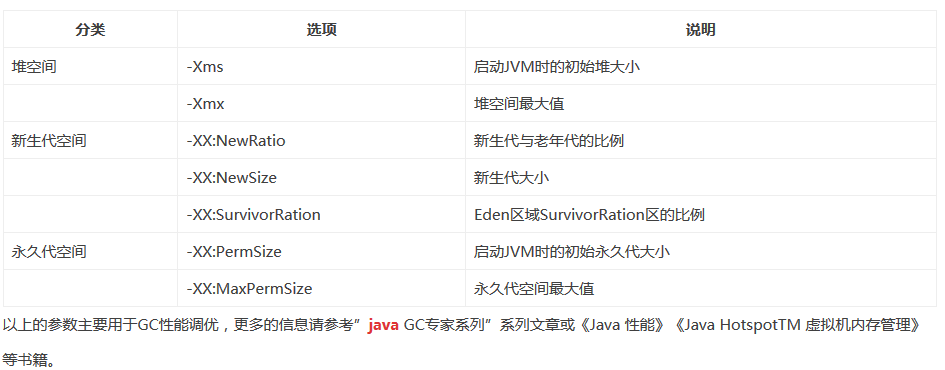 分类 选项 说明
堆空间 -Xms 启动JVM时的初始堆大小
-Xmx 堆空间最大值
新生代空间 -XX:NewRatio 新生代与老年代的比例
-XX:NewSize 新生代大小
-XX:SurvivorRation Eden区域SurvivorRation区的比例
永久代空间 -XX:PermSize 启动JVM时的初始永久代大小
-XX:MaxPermSize 永久代空间最大值
以上的参数主要用于GC性能调优，更多的信息请参考”java GC专家系列”系列文章或《Java 性能》《Java HotspotTM 虚拟机内存管理》
等书籍。